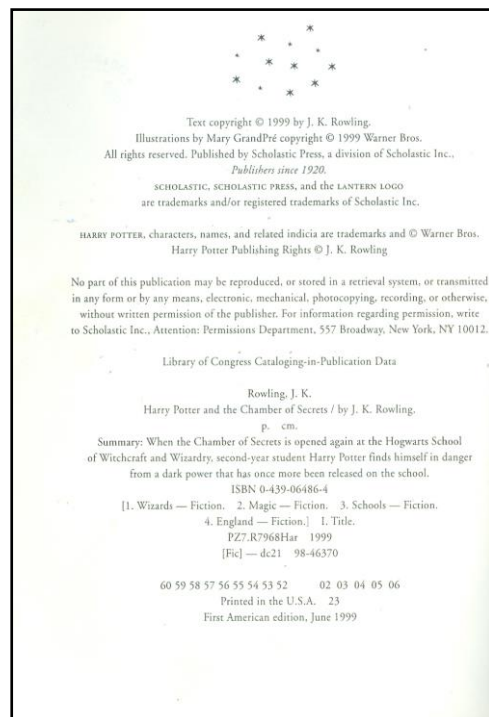 Text copyright © 1999 by J. K. Rowling.
Illustrations by Mary GrandPré copyright © 1999 Warner Bros.
All rights reserved. Published by Scholastic Press, a division of Scholastic Inc.,
Publishers since 1920.
SCHOLASTIC, SCHOLASTIC PRESS, and the LANTERN LOGO
are trademarks and/or registered trademarks of Scholastic Inc.
HARRY POTTER, characters, names, and related indicia are trademarks and © Warner Bros.
Harry Potter Publishing Rights © J. K. Rowling
No part of this publication may be reproduced, or stored in a retrieval system, or transmitted
in any form or by any means, electronic, mechanical, photocopying, recording, or otherwise,
without written permission of the publisher. For information regarding permission, write
to Scholastic Inc., Attention: Permissions Department, 557 Broadway, New York, NY 10012.
Library of Congress Cataloging-in-Publication Data
Rowling, J. K.
Harry Potter and the Chamber of Secrets / by J. K. Rowling.
p. cm.
Summary: When the Chamber of Secrets is opened again at the Hogwarts School
of Witchcraft and Wizardry, second-year student Harry Potter finds himself in danger
from a dark power that has once more been released on the school.
ISBN 0-439-06486-4
[1. Wizards — Fiction. 2. Magic — Fiction. 3. Schools — Fiction.
4. England — Fiction.] I. Title.
PZ7.R7968Har 1999
[Fic] — dc21 98-46370
60 59 58 57 56 55 54 53 52 02 03 04 05 06
Printed in the U.S.A. 23
First American edition, June 1999